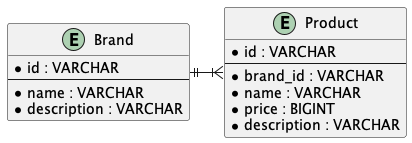 E Brand
* id : VARCHAR
* name : VARCHAR
* description : VARCHAR
E Product
* id : VARCHAR
* brand_id : VARCHAR
* name : VARCHAR
* price : BIGINT
* description : VARCHAR